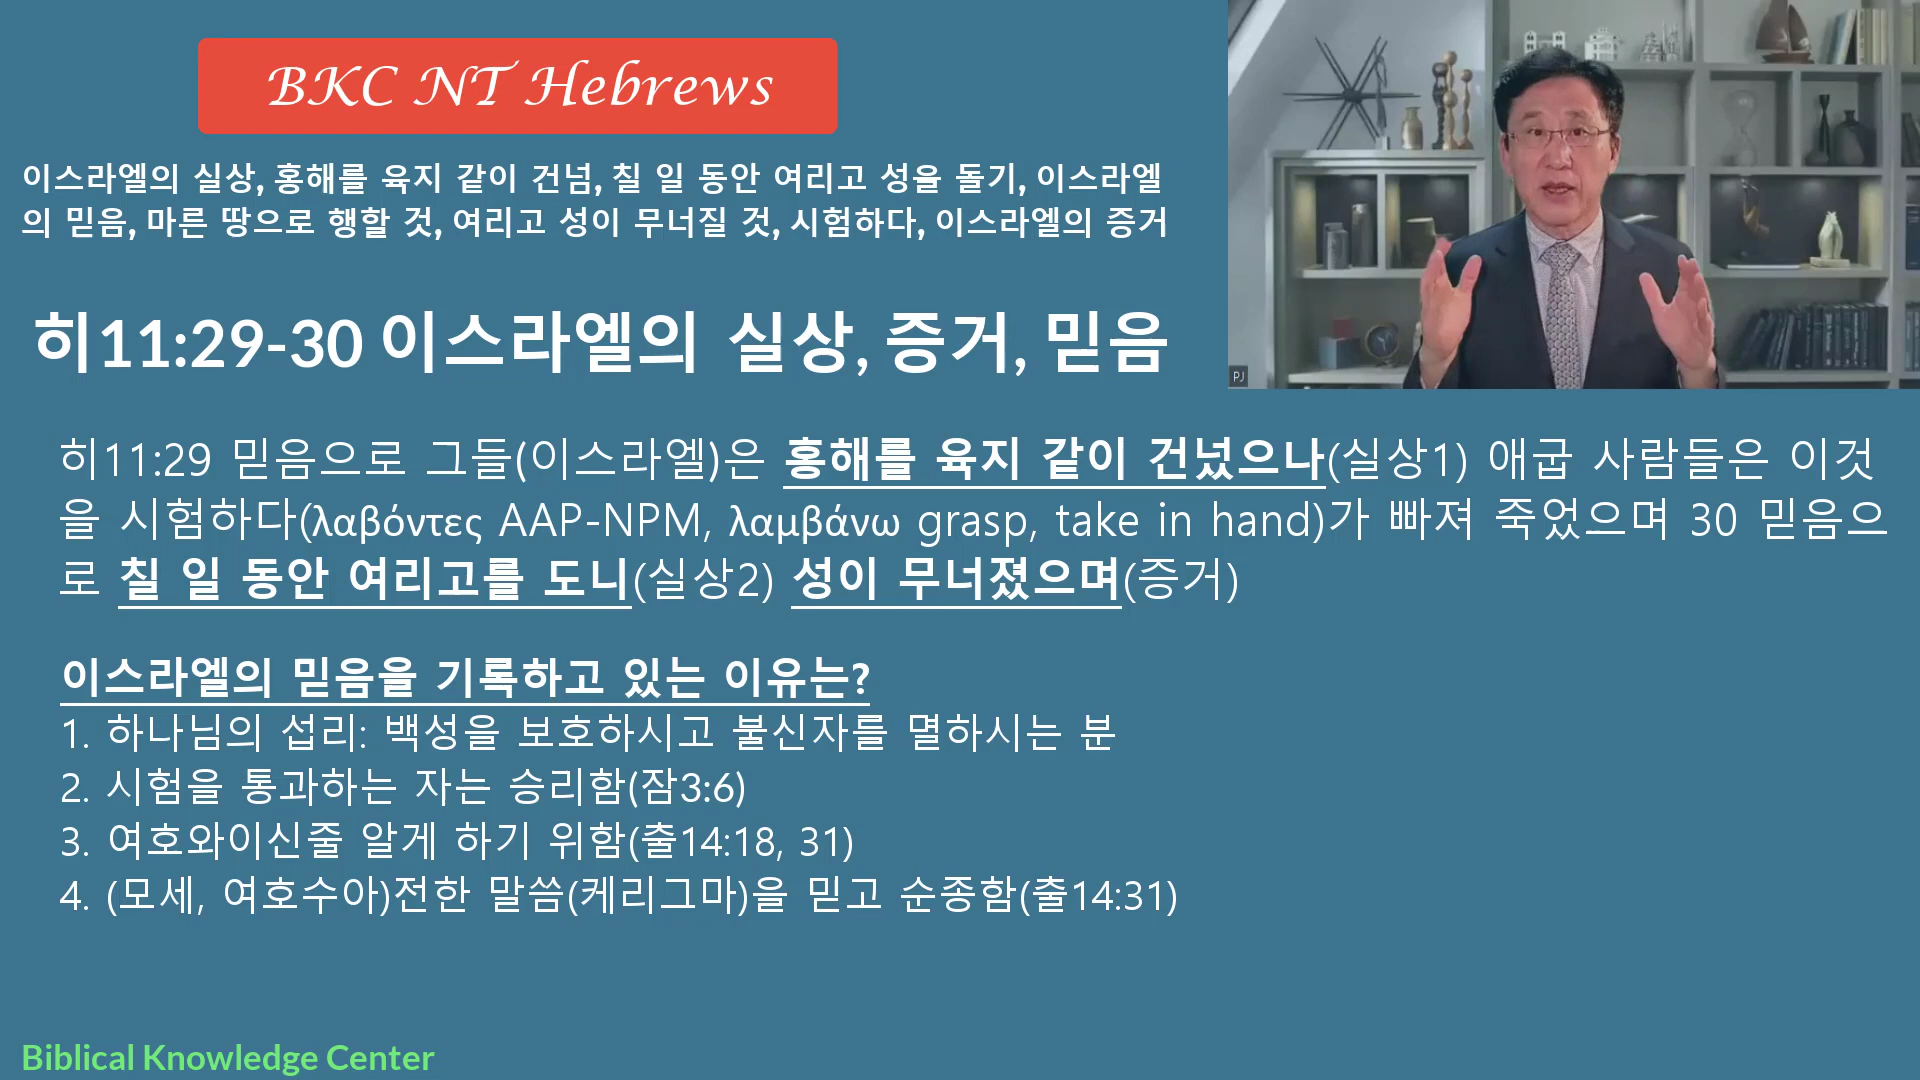 BKC NT Hebrews
이스라엘의 실상, 홍해를 육지 같이 건넘, 칠 일 동안 여리고 성을 돌기, 이스라엘
의 믿음, 마른 땅으로 행할 것, 여리고 성이 무너질 것, 시험하다, 이스라엘의 증거
히11:29-30 이스라엘의 실상, 증거, 믿음
PJ
히11:29 믿음으로 그들(이스라엘)은 홍해를 육지 같이 건넜으나(실상1) 애굽 사람들은 이것
을 시험하다(λαβόντες AAP-NPM, λαμβάνω grasp, take in hand)가 빠져 죽었으며 30 믿음으
로 칠 일 동안 여리고를 도니(실상2) 성이 무너졌으며(증거)
이스라엘의 믿음을 기록하고 있는 이유는?
1. 하나님의 섭리: 백성을 보호하시고 불신자를 멸하시는 분
2. 시험을 통과하는 자는 승리함(잠3:6)
3. 여호와이신줄 알게 하기 위함(출14:18, 31)
4. (모세, 여호수아)전한 말씀(케리그마)을 믿고 순종함(출14:31)
Biblical Knowledge Center